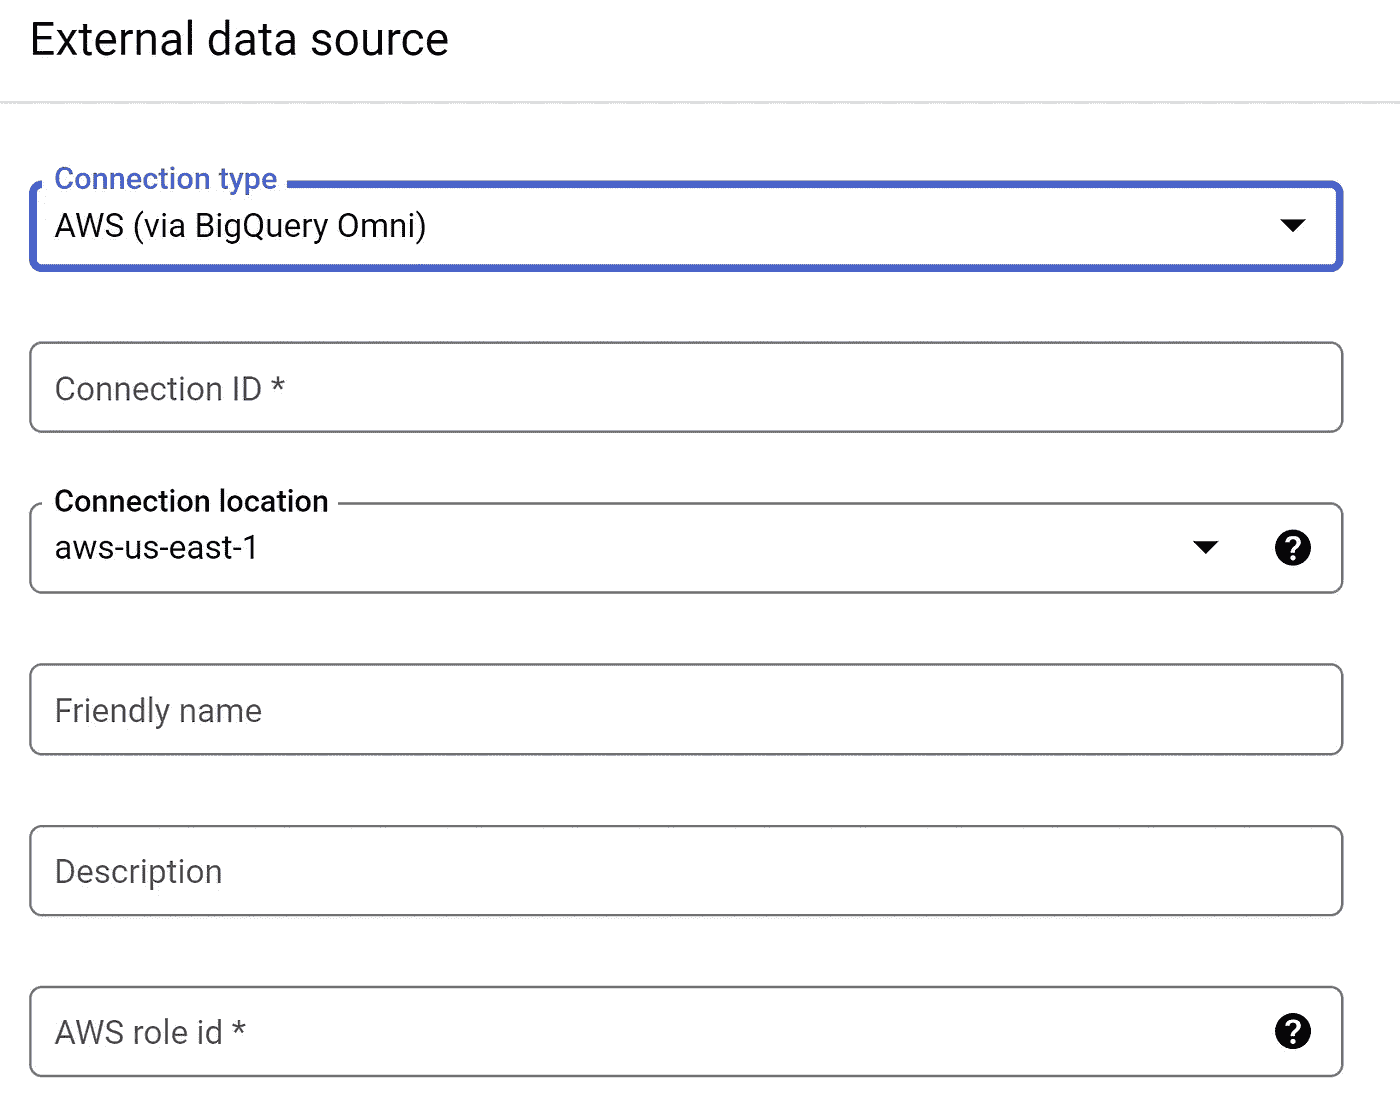 External data source
Connection type
AWS (via BigQuery Omni)
Connection ID *
Connection location
aws-us-east-1
Friendly name
Description
AWS role id *